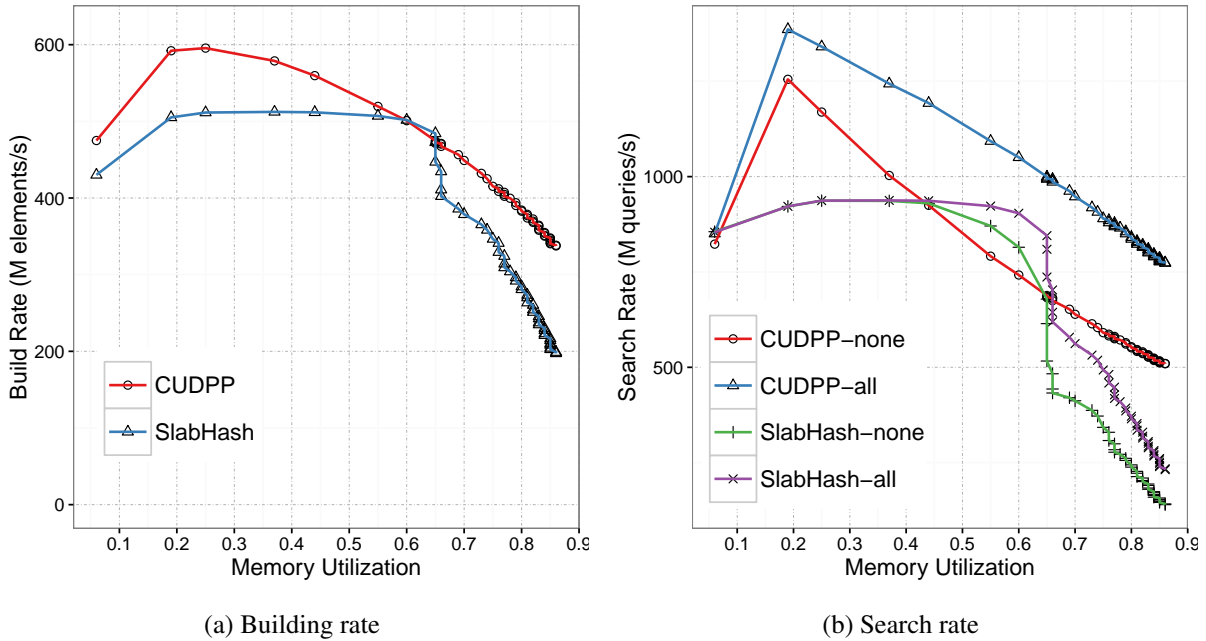 600
400
200
0
Build Rate (M elements/s)
CUDPP
SlabHash
0.1 0.2 0.3 0.4 0.5 0.6 0.7 0.8 0.9
Memory Utilization
(a) Building rate
1000
500
Search Rate (M queries/s)
CUDPP−none
CUDPP−all
SlabHash−none
SlabHash−all
0.1 0.2 0.3 0.4 0.5 0.6 0.7 0.8 0.9
Memory Utilization
(b) Search rate